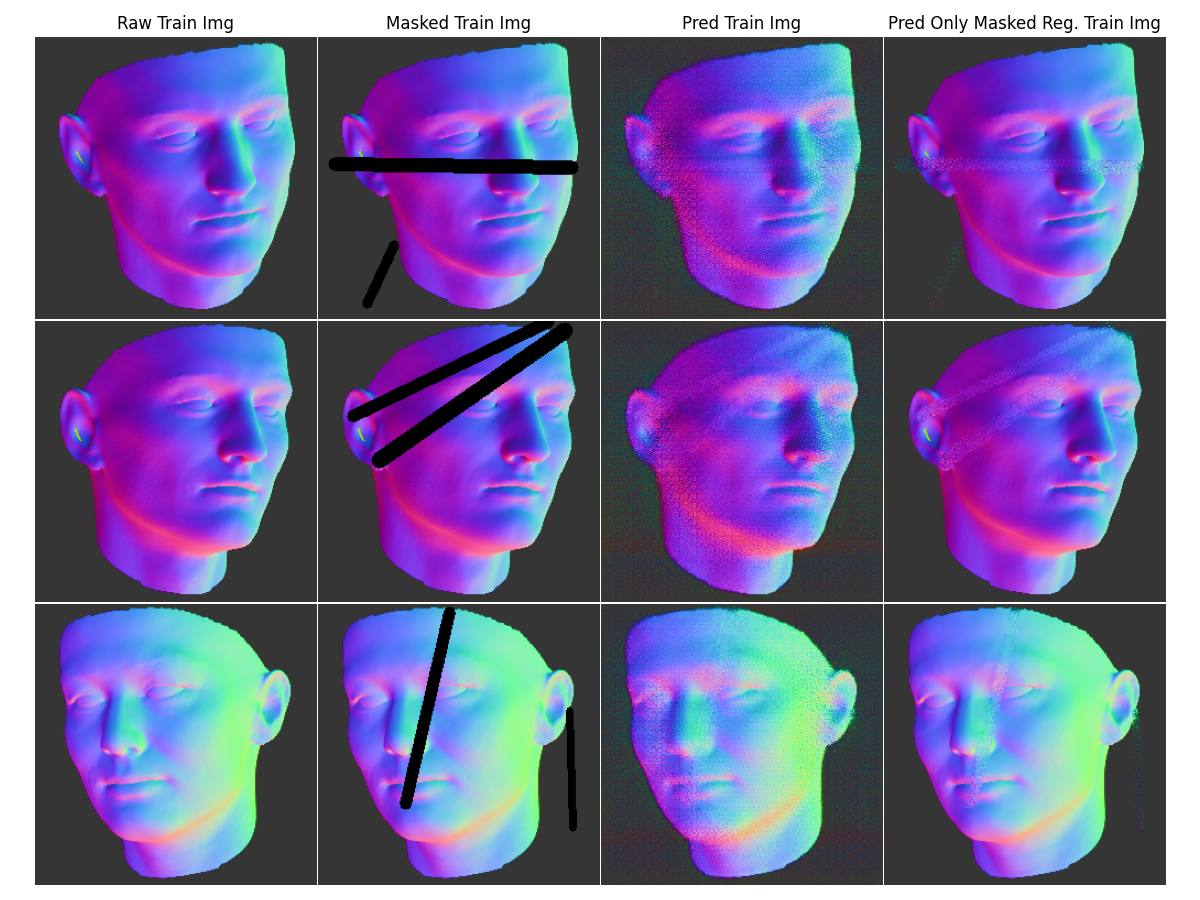 Raw Train Img
Masked Train Img
Pred Train Img
Pred Only Masked Reg. Train Img